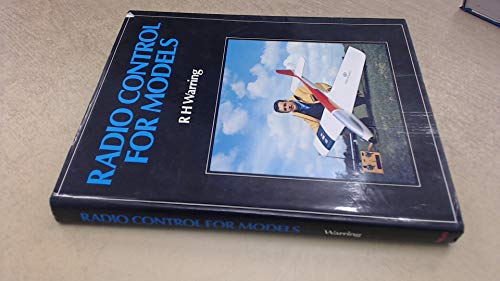 RADIO CONTROL
FOR MODELS
R H Warring
RADIO CONTROL FOR MODELS
Warring